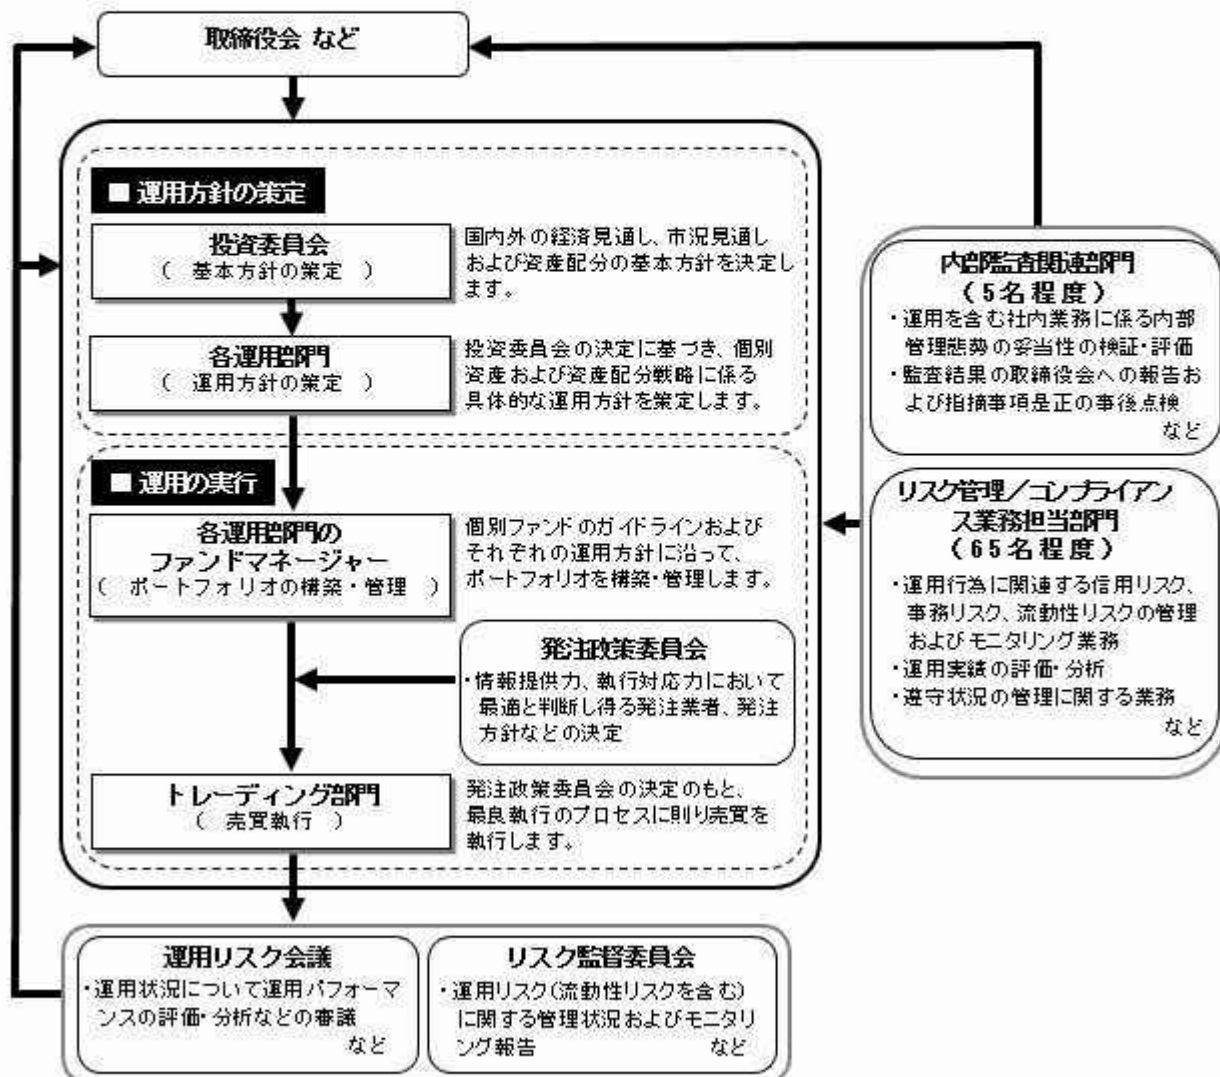 取締役会 など
■ 運用方針の策定
投資委員会
( 基本方針の策定 )
国内外の経済見通し、市況見通し
および資産配分の基本方針を決定し
ます。
各運用部門
( 運用方針の策定 )
投資委員会の決定に基づき、個別
資産および資産配分戦略に係る
具体的な運用方針を策定します。
■ 運用の実行
各運用部門の
ファンドマネージャー
( ポートフォリオの構築・管理 )
個別ファンドのガイドラインおよび
それぞれの運用方針に沿って、
ポートフォリオを構築・管理します。
発注政策委員会
・情報提供力、執行対応力において
最適と判断し得る発注業者、発注
方針などの決定
トレーディング部門
( 売買執行 )
発注政策委員会の決定のもと、
最良執行のプロセスに則り売買を
執行します。
内部監査関連部門
(5名程度)
・運用を含む社内業務に係る内部
管理態勢の妥当性の検証・評価
・監査結果の取締役会への報告お
よび指摘事項是正の事後点検
など
リスク管理/コンプライアン
ス業務担当部門
(65名程度)
・運用行為に関連する信用リスク、
事務リスク、流動性リスクの管理
およびモニタリング業務
・運用実績の評価・分析
・遵守状況の管理に関する業務
など
運用リスク会議
・運用状況について運用パフォーマ
ンスの評価・分析などの審議
など
リスク監督委員会
・運用リスク(流動性リスクを含む)
に関する管理状況およびモニタリ
ング報告 など